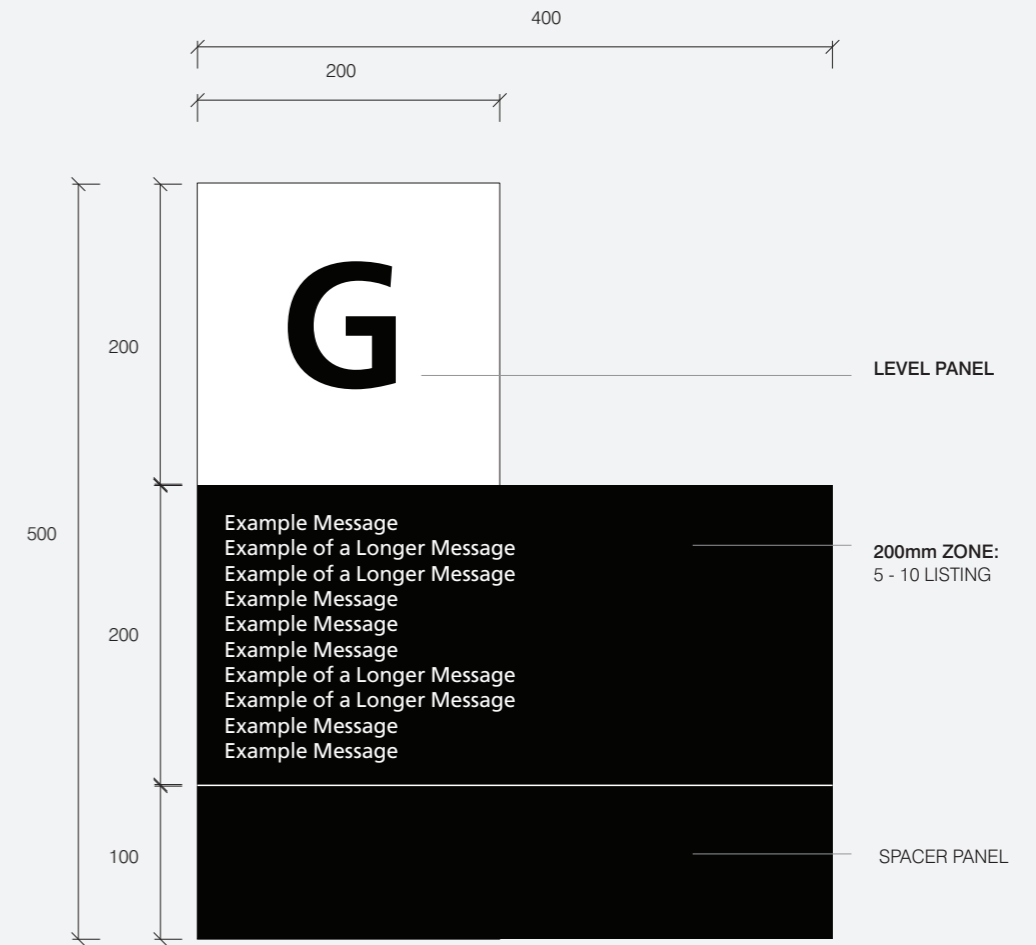 400
200
G
200
LEVEL PANEL
500
Example Message
Example of a Longer Message
Example of a Longer Message
Example Message
Example Message
Example Message
Example of a Longer Message
Example of a Longer Message
Example Message
Example Message
200mm ZONE:
5 - 10 LISTING
200
100
SPACER PANEL